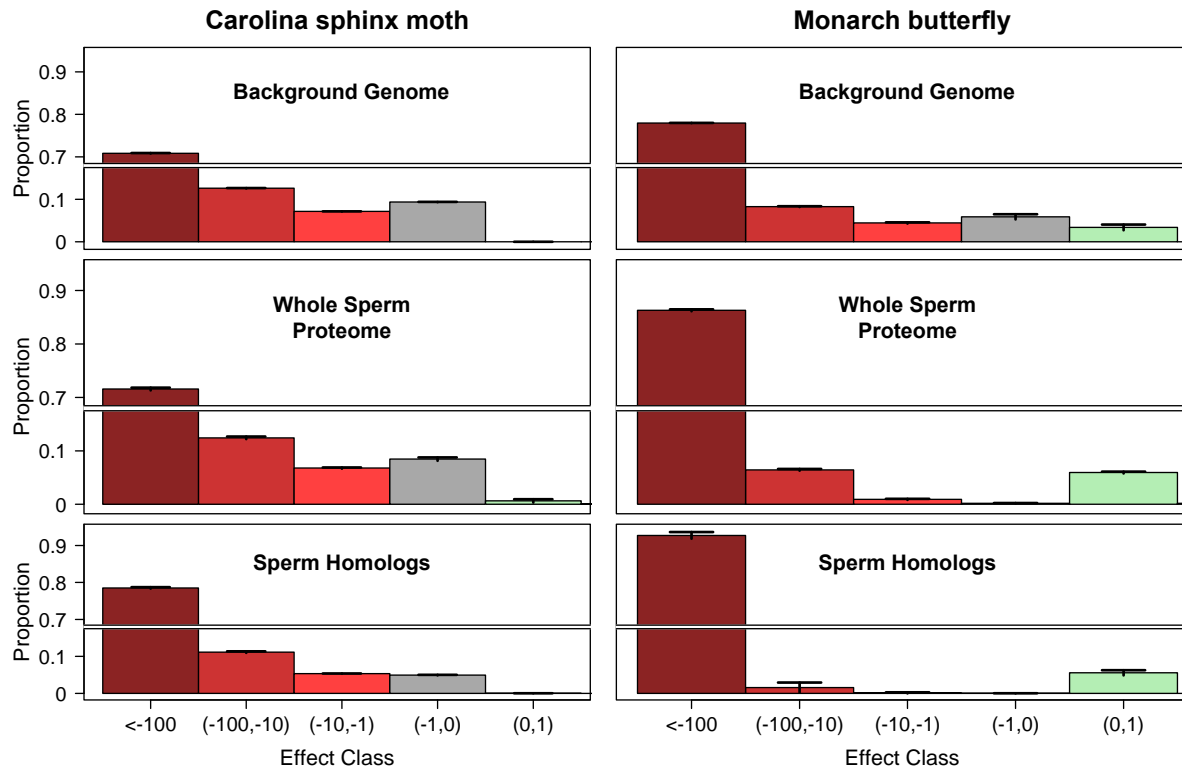 Carolina sphinx moth
Monarch butterfly
Proportion
0.9
0.8
0.7
0.1
0
Background Genome
Background Genome
Proportion
0.9
0.8
0.7
0.1
0
Whole Sperm
Proteome
Whole Sperm
Proteome
Proportion
0.9
0.8
0.7
0.1
0
Sperm Homologs
Sperm Homologs
<-100 (-100,-10) (-10,-1) (-1,0) (0,1)
<-100 (-100,-10) (-10,-1) (-1,0) (0,1)
Effect Class
Effect Class